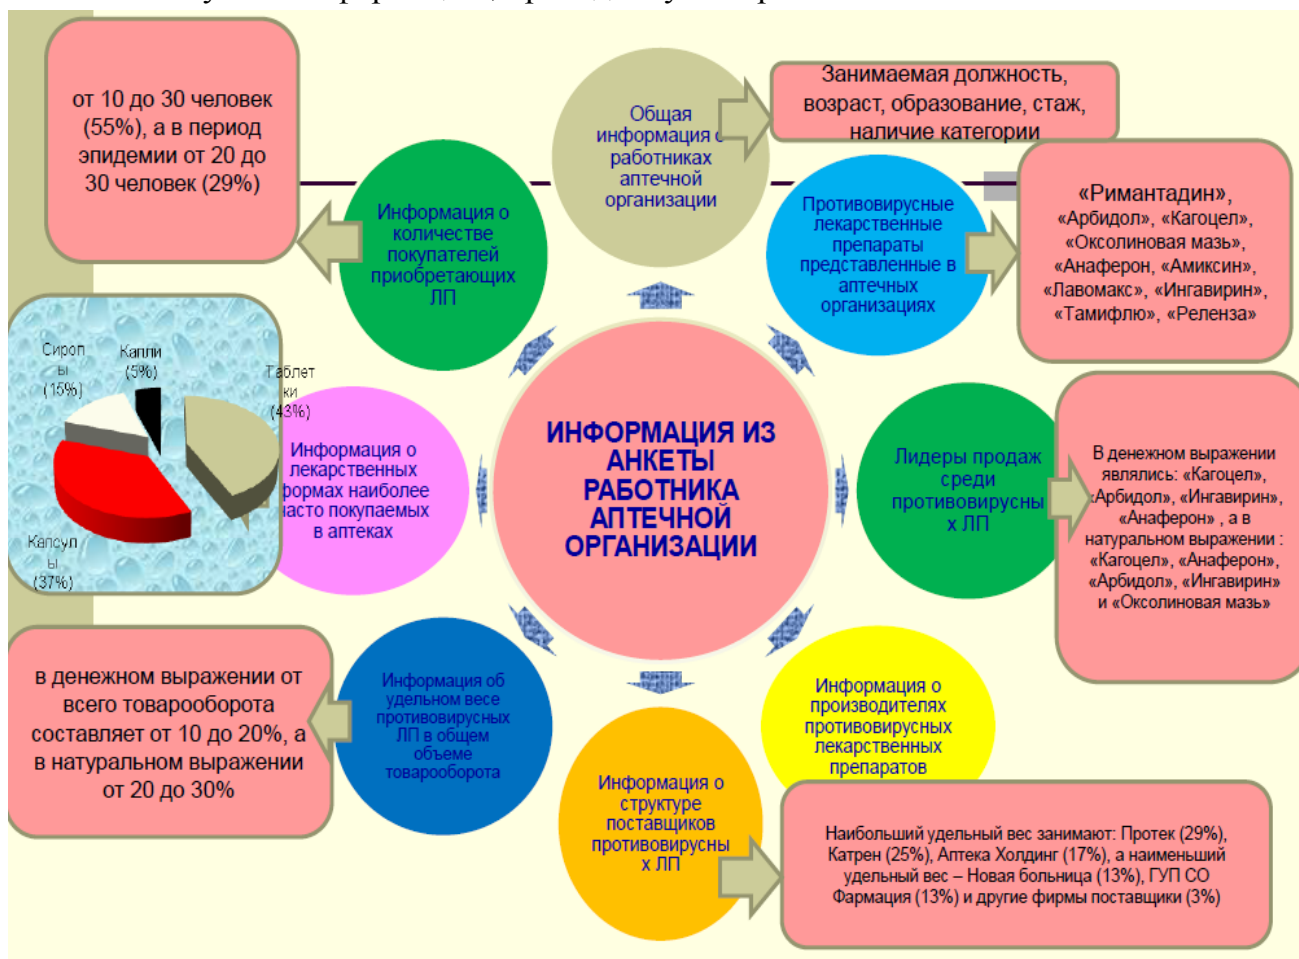 от 10 до 30 человек
(55%), а в период
эпидемии от 20 до
30 человек (29%)
Общая
информация о
работниках
аптечной
организации
Занимаемая должность,
возраст, образование, стаж,
наличие категории
Информация о
количестве
покупателей
приобретающих
ЛП
Противовирусные
лекарственные
препараты
представленные в
аптечных
организациях
«Римантадин»,
«Арбидол», «Кагоцел»,
«Оксолиновая мазь»,
«Анаферон, «Амиксин»,
«Лавомакс», «Ингавирин»,
«Тамифлю», «Реленза»
Сироп
ы
(15%)
Капли
(5%)
Таблет
ки
(43%)
Капсул
ы
(37%)
Информация о
лекарственных
формах наиболее
часто покупаемых
в аптеках
ИНФОРМАЦИЯ ИЗ
АНКЕТЫ
РАБОТНИКА
АПТЕЧНОЙ
ОРГАНИЗАЦИИ
Лидеры продаж
среди
противовирусны
х ЛП
В денежном выражении
являлись: «Кагоцел»,
«Арбидол», «Ингавирин»,
«Анаферон» , а в
натуральном выражении :
«Кагоцел», «Анаферон»,
«Арбидол», «Ингавирин»
и «Оксолиновая мазь»
в денежном выражении от
всего товарооборота
составляет от 10 до 20%, а
в натуральном выражении
от 20 до 30%
Информация об
удельном весе
противовирусных
ЛП в общем
объеме
товарооборота
Информация о
структуре
поставщиков
противовирусны
х ЛП
Информация о
производителях
противовирусных
лекарственных
препаратов
Наибольший удельный вес занимают: Протек (29%),
Катрен (25%), Аптека Холдинг (17%), а наименьший
удельный вес – Новая больница (13%), ГУП СО
Фармация (13%) и другие фирмы поставщики (3%)